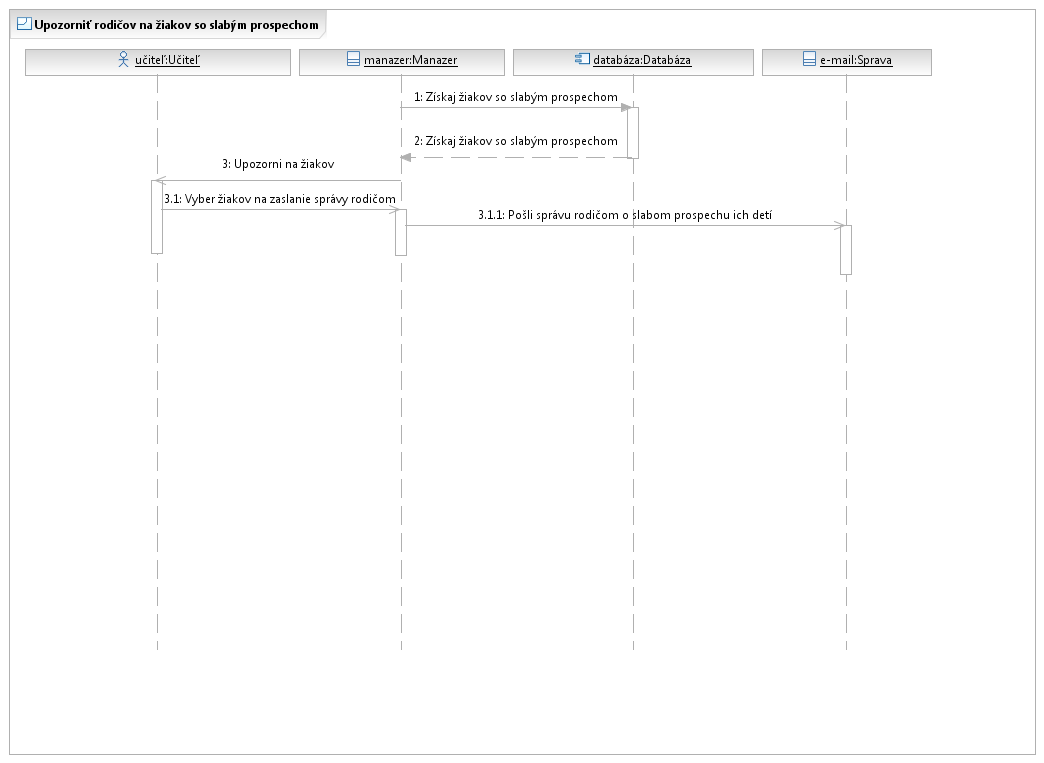 Upozorniť rodičov na žiakov so slabým prospechom
učiteľ:Učiteľ
manazer:Manazer
databáza:Databáza
e-mail:Sprava
1: Získaj žiakov so slabým prospechom
2: Získaj žiakov so slabým prospechom
3: Upozorni na žiakov
3.1: Vyber žiakov na zaslanie správy rodičom
3.1.1: Pošli správu rodičom o slabom prospechu ich detí